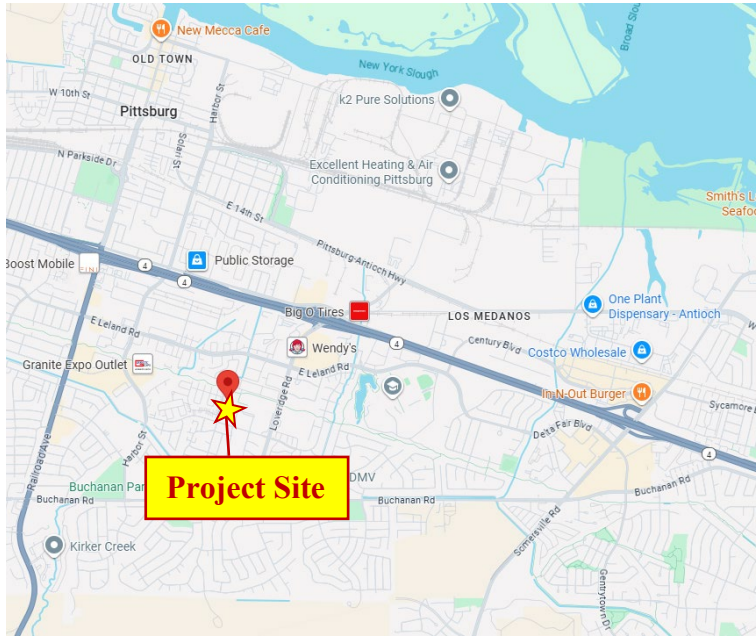 New Mecca Cafe
Broad Slough
OLD TOWN
New York Slough
W 10th St
Harbor St
k2 Pure Solutions
Pittsburg
Solari St
N Parkside Dr
Excellent Heating & Air
Conditioning Pittsburg
Smith's L
Seafoo
E 14th St
Pittsburg Antioch Hwy
Boost Mobile
4
Public Storage
4
Big O Tires
LOS MEDANOS
One Plant
Dispensary - Antioch
E Leland Rd
Wendy's
4
Century Blvd
Costco Wholesale
Granite Expo Outlet
E Leland Rd
In-N-Out Burger
Loveridge Rd
Sycamore
Delta Fair Blvd
Harbor St
4
Railroad Ave
Buchanan Par
Project Site
DMV
Buchanan Rd
Buchanan Rd
Buchanan Rd
Somersville Rd
Kirker Creek
Gentrytown Dr